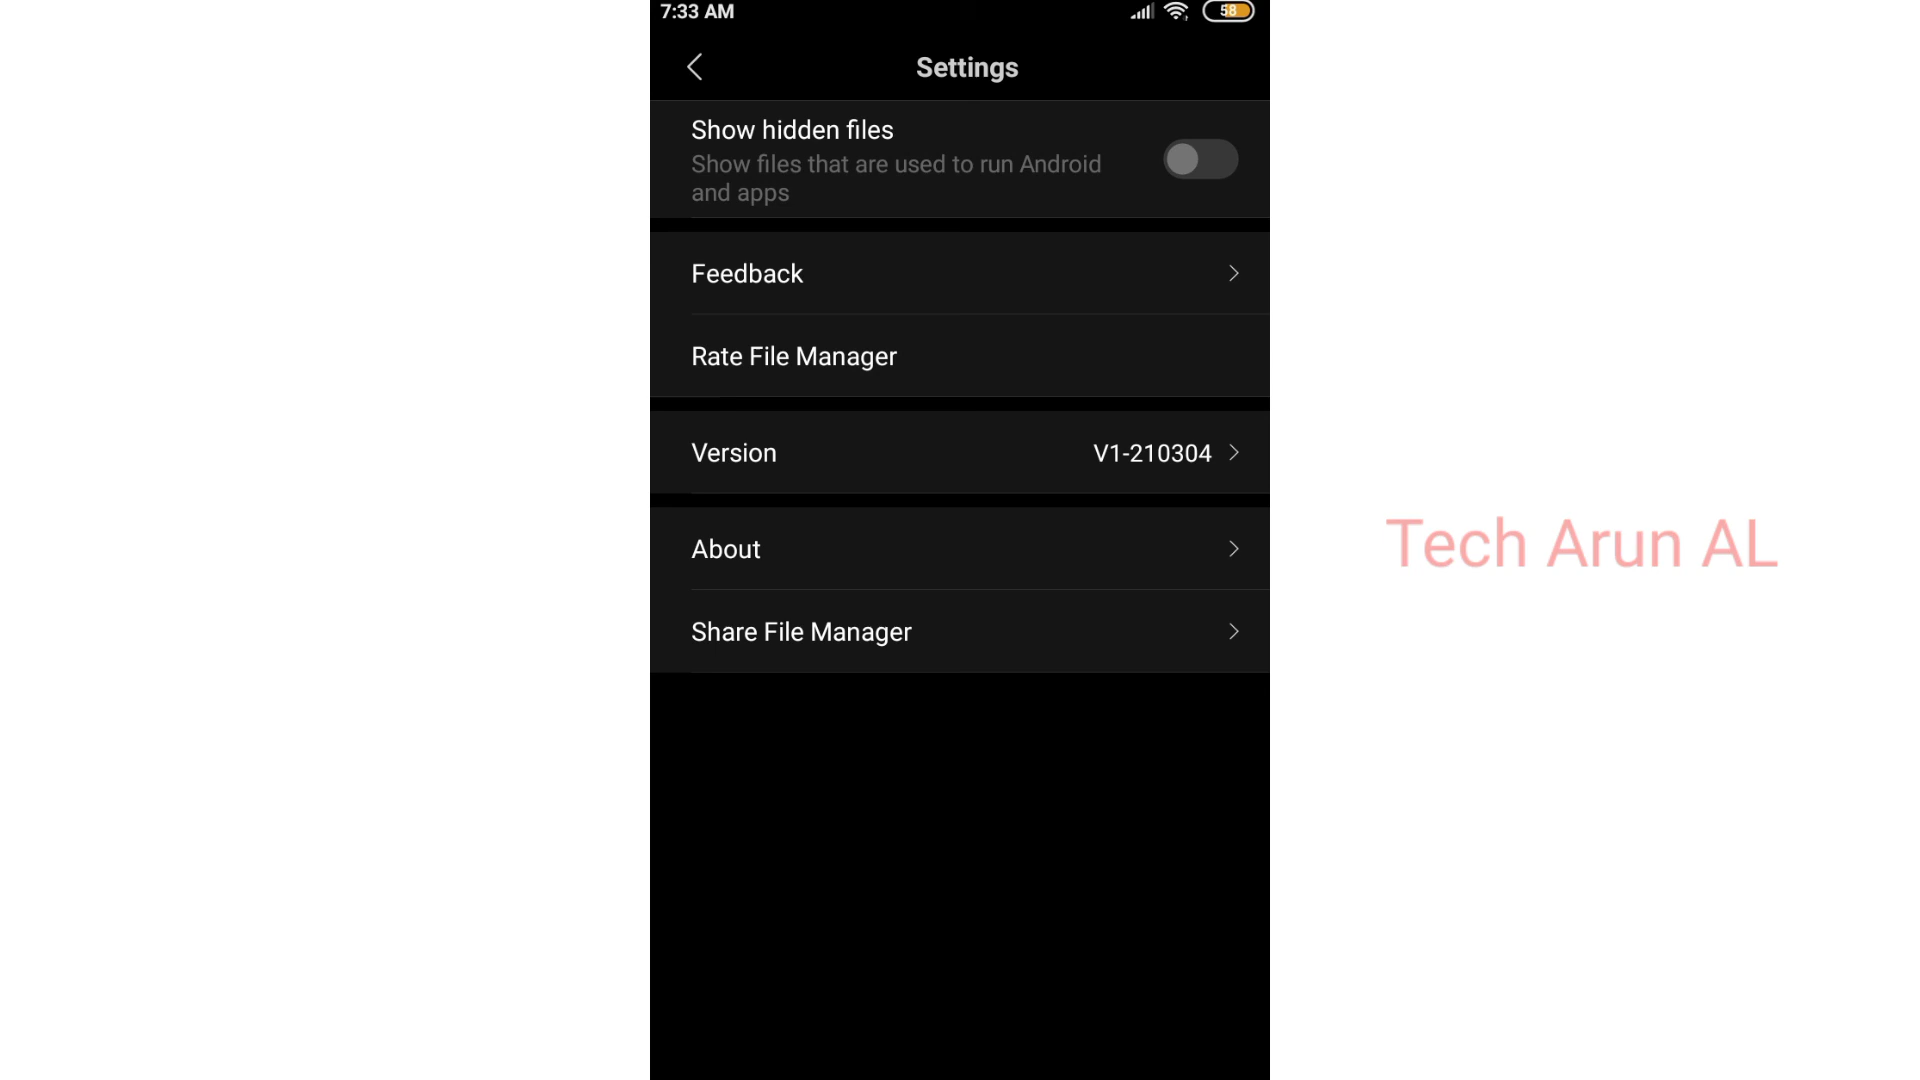 7:33 AM
58
Settings
Show hidden files
Show files that are used to run Android
and apps
Feedback
Rate File Manager
Version
V1-210304
About
Share File Manager
Tech Arun AL